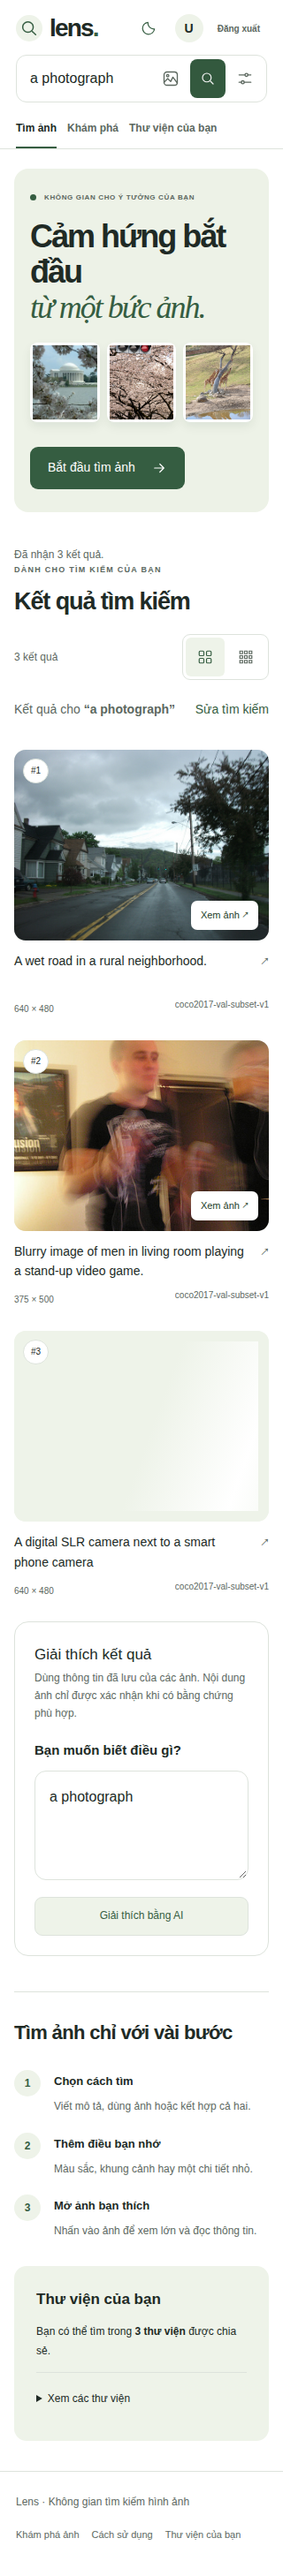 lens.
U
Đăng xuất
a photograph
Tìm ảnh Khám phá Thư viện của bạn
KHÔNG GIAN CHO Ý TƯỞNG CỦA BẠN
Cảm hứng bắt
đầu
từ một bức ảnh.
Bắt đầu tìm ảnh →
Đã nhận 3 kết quả.
DÀNH CHO TÌM KIẾM CỦA BẠN
Kết quả tìm kiếm
3 kết quả
Kết quả cho “a photograph” Sửa tìm kiếm
#1
Xem ảnh ↗
A wet road in a rural neighborhood. ↗
640 × 480 coco2017-val-subset-v1
#2
Xem ảnh ↗
Blurry image of men in living room playing ↗
a stand-up video game.
375 × 500 coco2017-val-subset-v1
#3
A digital SLR camera next to a smart ↗
phone camera
640 × 480 coco2017-val-subset-v1
Giải thích kết quả
Dùng thông tin đã lưu của các ảnh. Nội dung
ảnh chỉ được xác nhận khi có bằng chứng
phù hợp.
Bạn muốn biết điều gì?
a photograph
Giải thích bằng AI
Tìm ảnh chỉ với vài bước
1 Chọn cách tìm
Viết mô tả, dùng ảnh hoặc kết hợp cả hai.
2 Thêm điều bạn nhớ
Màu sắc, khung cảnh hay một chi tiết nhỏ.
3 Mở ảnh bạn thích
Nhấn vào ảnh để xem lớn và đọc thông tin.
Thư viện của bạn
Bạn có thể tìm trong 3 thư viện được chia
sẻ.
▶ Xem các thư viện
Lens · Không gian tìm kiếm hình ảnh
Khám phá ảnh Cách sử dụng Thư viện của bạn